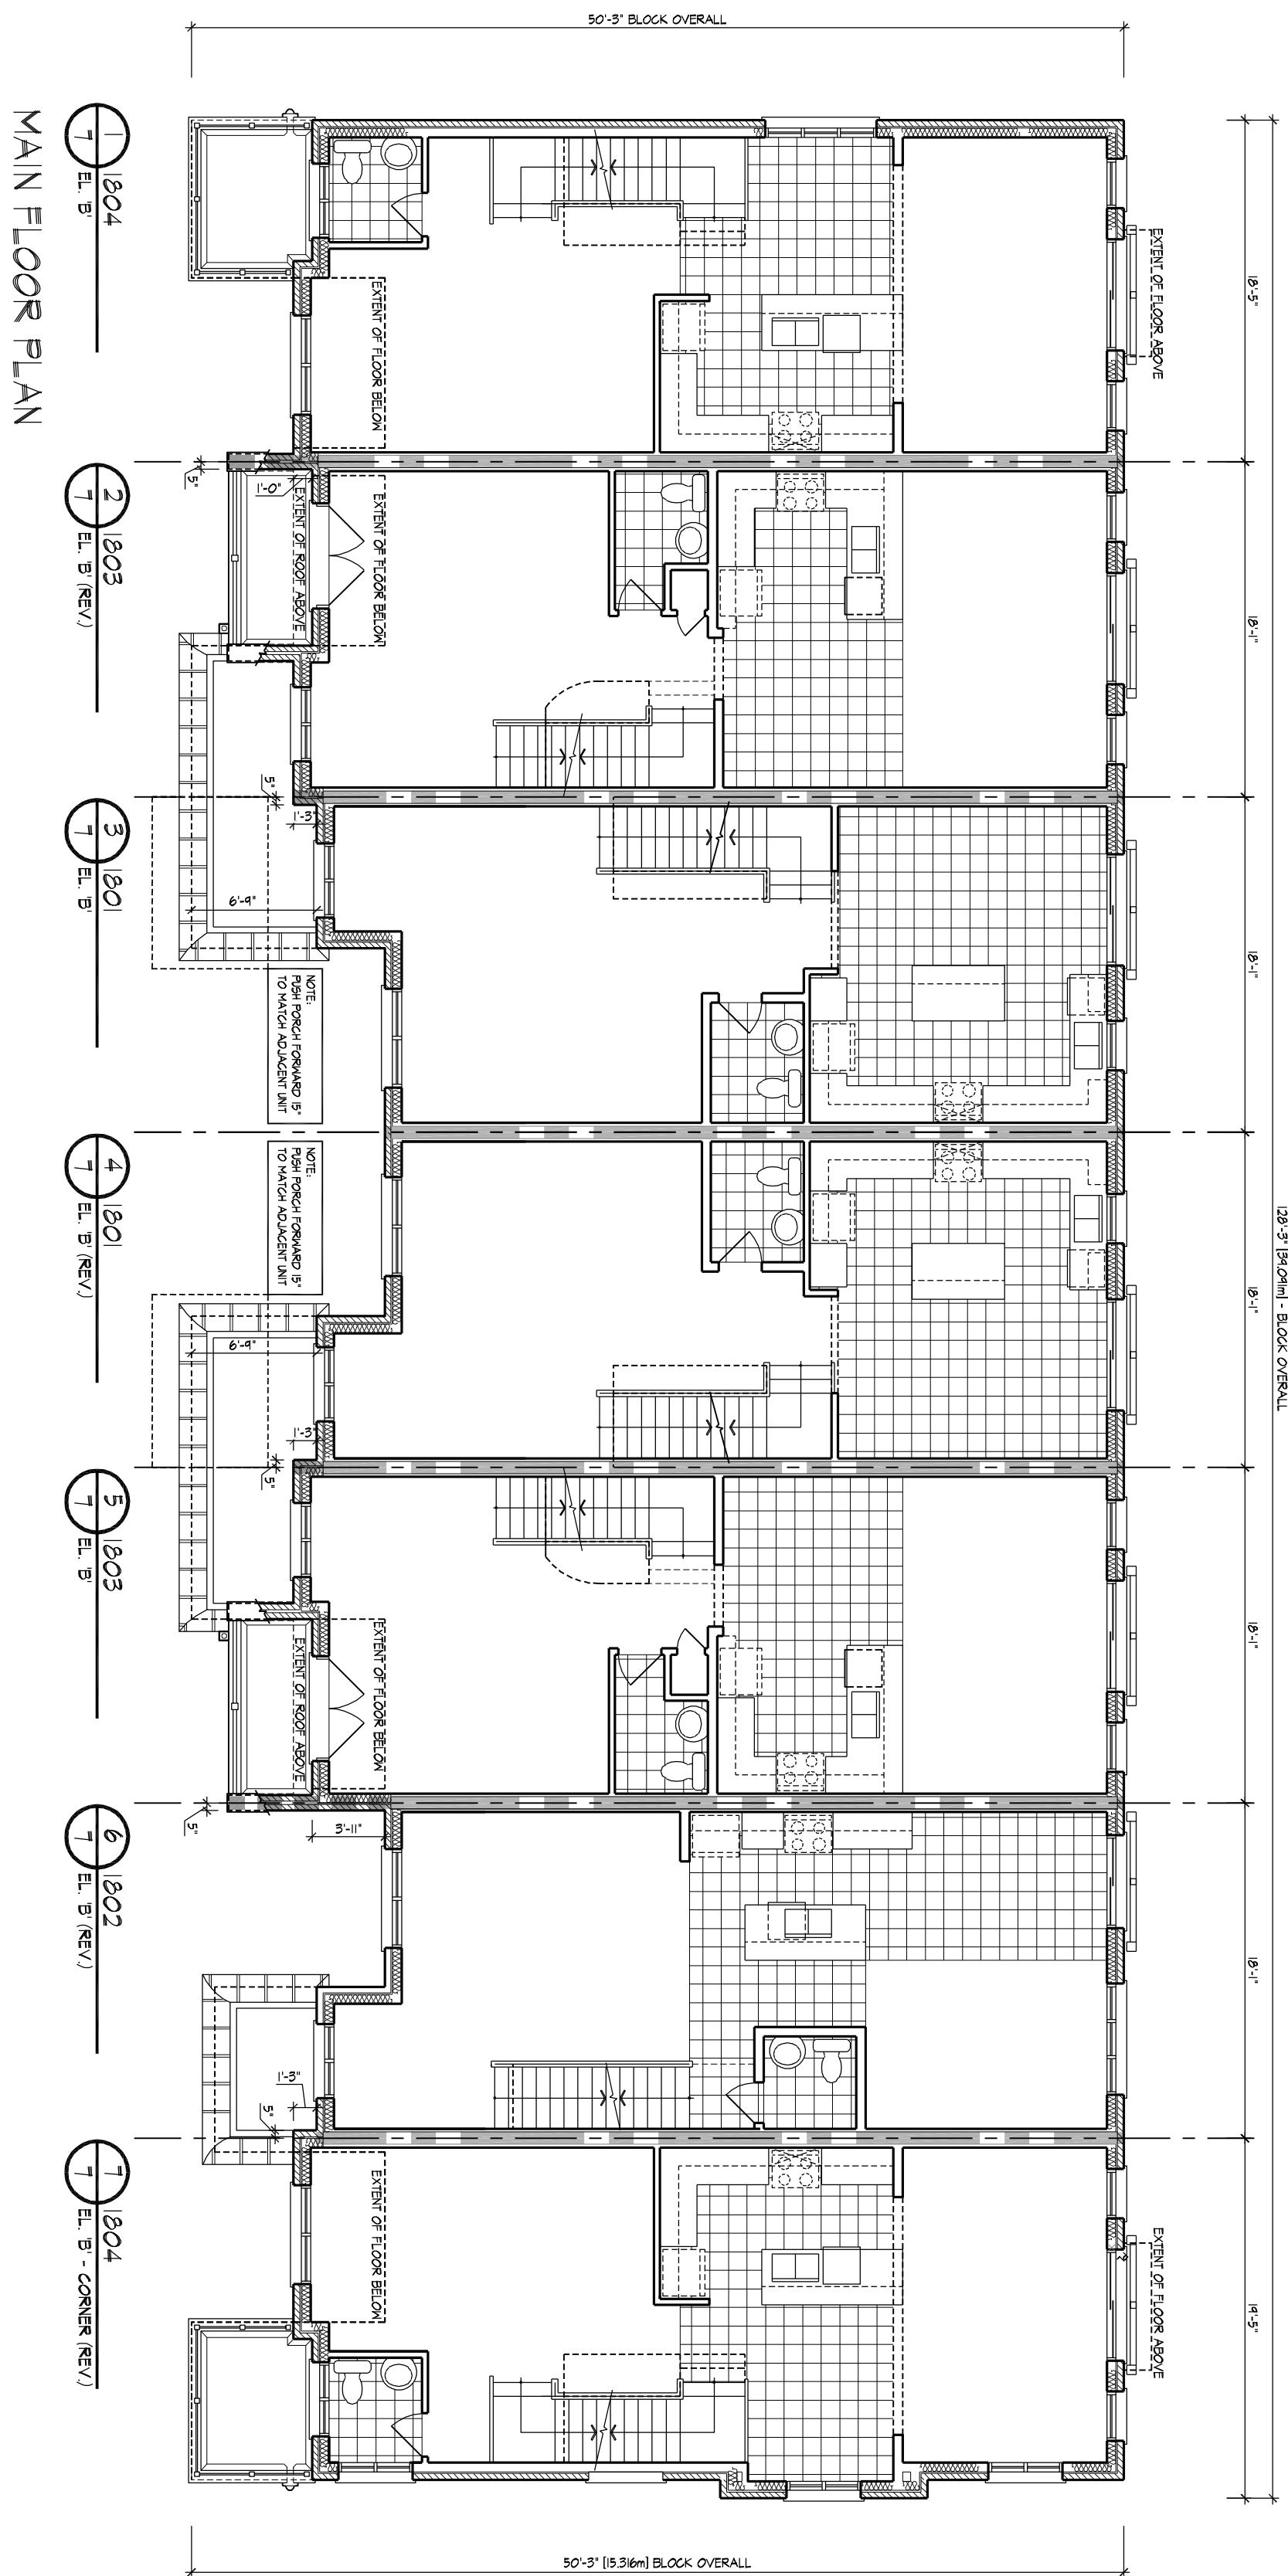 50'-3" BLOCK OVERALL
MAIN FLOOR PLAN
1
7
1804
EL. 'B'
2
7
1803
EL. 'B' (REV.)
3
7
1801
EL. 'B'
4
7
1801
EL. 'B' (REV.)
5
7
1803
EL. 'B'
6
7
1802
EL. 'B' (REV.)
7
7
1804
EL. 'B' - CORNER (REV.)
EXTENT OF FLOOR ABOVE
EXTENT OF FLOOR BELOW
5"
1'-0"
EXTENT OF ROOF ABOVE
EXTENT OF FLOOR BELOW
5"
1'-3"
6'-9"
NOTE:
PUSH PORCH FORWARD 15"
TO MATCH ADJACENT UNIT
NOTE:
PUSH PORCH FORWARD 15"
TO MATCH ADJACENT UNIT
6'-9"
1'-3"
5"
EXTENT OF ROOF ABOVE
EXTENT OF FLOOR BELOW
5"
3'-11"
1'-3"
5"
EXTENT OF FLOOR BELOW
EXTENT OF FLOOR ABOVE
18'-5"
18'-1"
18'-1"
18'-1"
18'-1"
18'-1"
19'-5"
128'-3" [39.091m] - BLOCK OVERALL
50'-3" [15.316m] BLOCK OVERALL